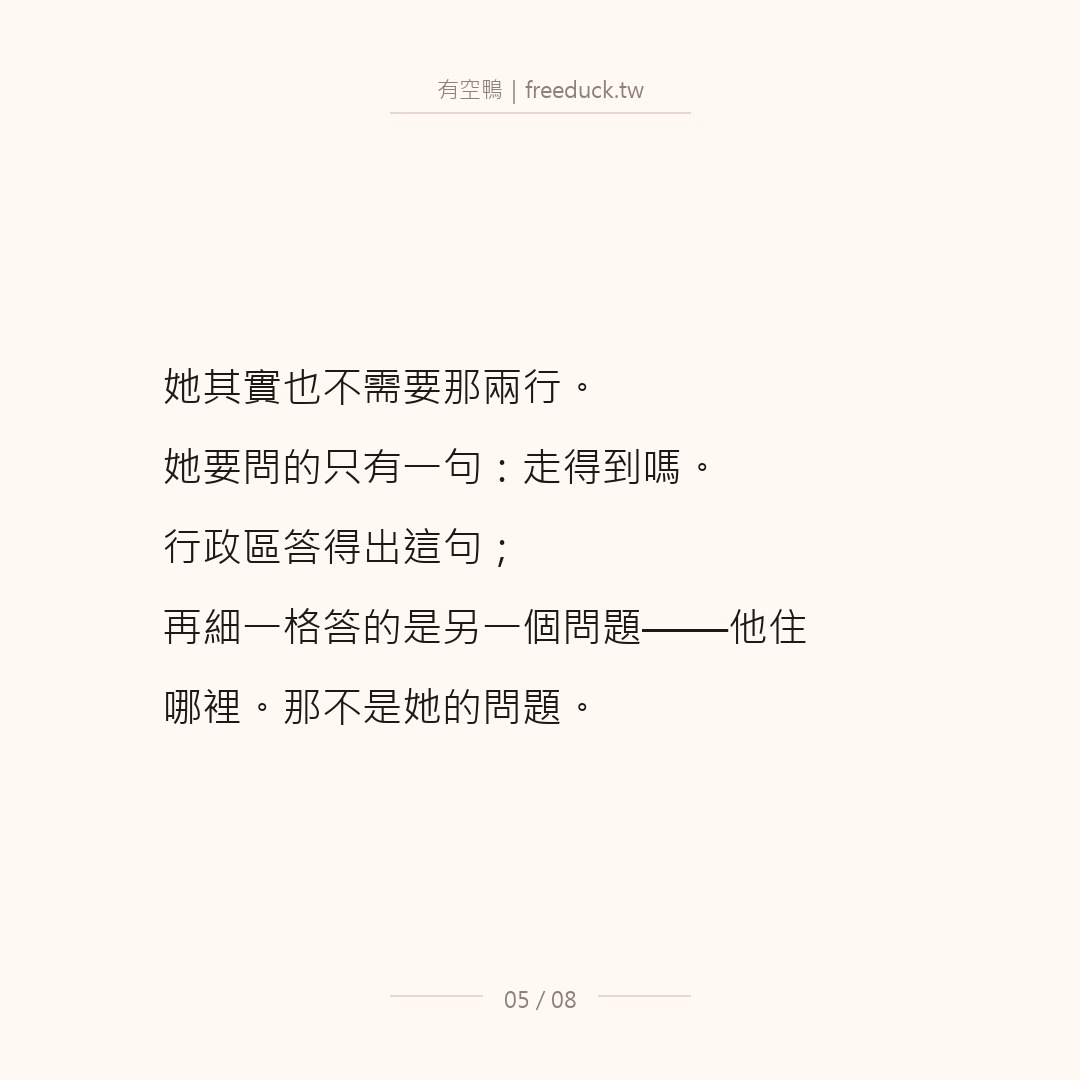 有空鴨｜freeduck.tw
她其實也不需要那兩行。
她要問的只有一句：走得到嗎。
行政區答得出這句；
再細一格答的是另一個問題——他住
哪裡。那不是她的問題。
05 / 08